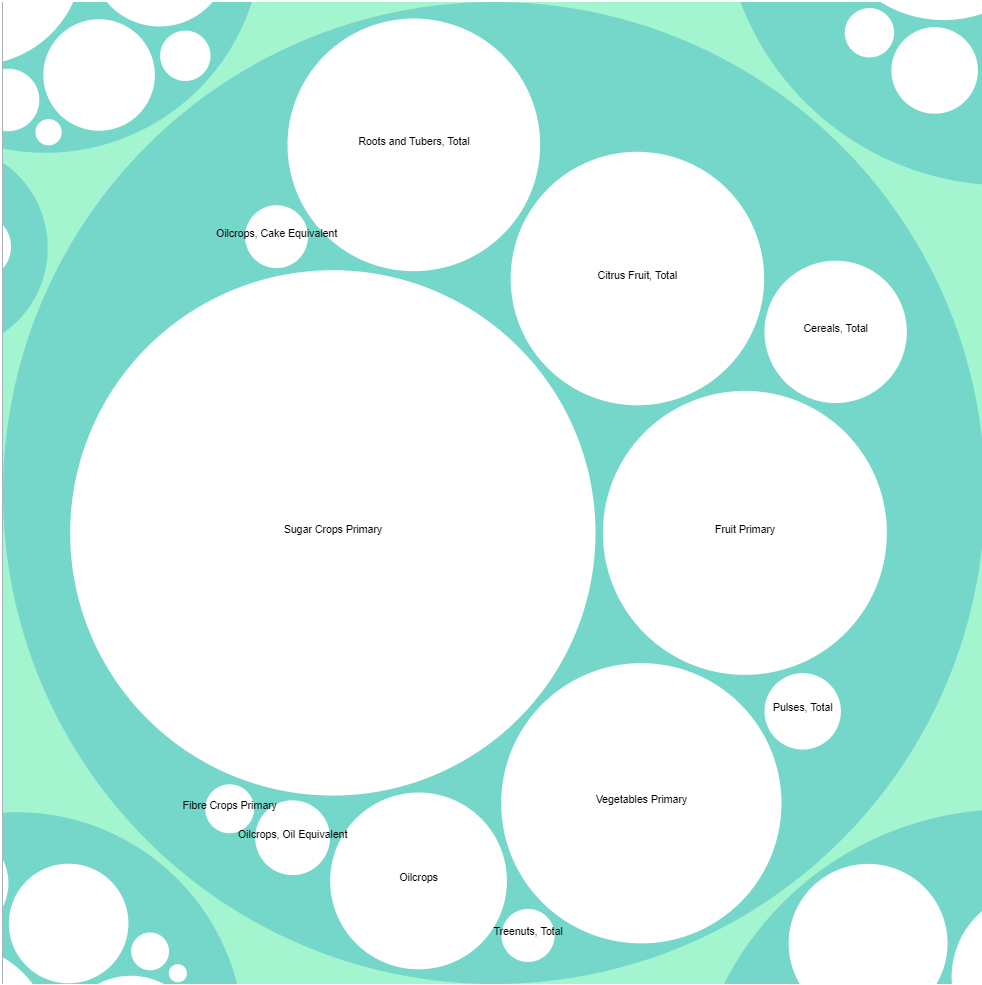 Roots and Tubers, Total
Oilcrops, Cake Equivalent
Citrus Fruit, Total
Cereals, Total
Sugar Crops Primary
Fruit Primary
Pulses, Total
Vegetables Primary
Fibre Crops Primary
Oilcrops, Oil Equivalent
Oilcrops
Treenuts, Total